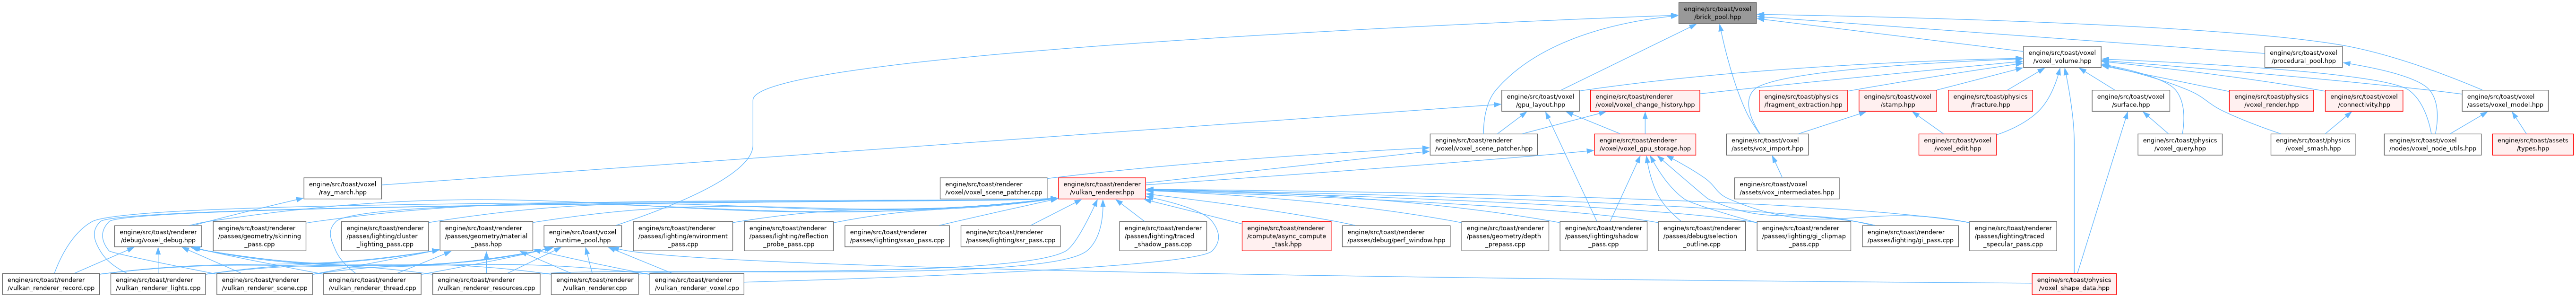 engine/src/toast/voxel
/brick_pool.hpp
engine/src/toast/voxel
/voxel_volume.hpp
engine/src/toast/voxel
/procedural_pool.hpp
engine/src/toast/voxel
/gpu_layout.hpp
engine/src/toast/renderer
/voxel/voxel_change_history.hpp
engine/src/toast/physics
/fragment_extraction.hpp
engine/src/toast/voxel
/stamp.hpp
engine/src/toast/physics
/fracture.hpp
engine/src/toast/voxel
/surface.hpp
engine/src/toast/physics
/voxel_render.hpp
engine/src/toast/voxel
/connectivity.hpp
engine/src/toast/voxel
/assets/voxel_model.hpp
engine/src/toast/renderer
/voxel/voxel_scene_patcher.hpp
engine/src/toast/renderer
/voxel/voxel_gpu_storage.hpp
engine/src/toast/voxel
/assets/vox_import.hpp
engine/src/toast/voxel
/voxel_edit.hpp
engine/src/toast/physics
/voxel_query.hpp
engine/src/toast/physics
/voxel_smash.hpp
engine/src/toast/voxel
/nodes/voxel_node_utils.hpp
engine/src/toast/assets
/types.hpp
engine/src/toast/voxel
/ray_march.hpp
engine/src/toast/renderer
/voxel/voxel_scene_patcher.cpp
engine/src/toast/renderer
/vulkan_renderer.hpp
engine/src/toast/voxel
/assets/vox_intermediates.hpp
engine/src/toast/renderer
/debug/voxel_debug.hpp
engine/src/toast/renderer
/passes/geometry/skinning
_pass.cpp
engine/src/toast/renderer
/passes/lighting/cluster
_lighting_pass.cpp
engine/src/toast/renderer
/passes/geometry/material
_pass.hpp
engine/src/toast/voxel
/runtime_pool.hpp
engine/src/toast/renderer
/passes/lighting/environment
_pass.cpp
engine/src/toast/renderer
/passes/lighting/reflection
_probe_pass.cpp
engine/src/toast/renderer
/passes/lighting/ssao_pass.cpp
engine/src/toast/renderer
/passes/lighting/ssr_pass.cpp
engine/src/toast/renderer
/passes/lighting/traced
_shadow_pass.cpp
engine/src/toast/renderer
/compute/async_compute
_task.hpp
engine/src/toast/renderer
/passes/debug/perf_window.hpp
engine/src/toast/renderer
/passes/geometry/depth
_prepass.cpp
engine/src/toast/renderer
/passes/lighting/shadow
_pass.cpp
engine/src/toast/renderer
/passes/debug/selection
_outline.cpp
engine/src/toast/renderer
/passes/lighting/gi_clipmap
_pass.cpp
engine/src/toast/renderer
/passes/lighting/gi_pass.cpp
engine/src/toast/renderer
/passes/lighting/traced
_specular_pass.cpp
engine/src/toast/renderer
/vulkan_renderer_record.cpp
engine/src/toast/renderer
/vulkan_renderer_lights.cpp
engine/src/toast/renderer
/vulkan_renderer_scene.cpp
engine/src/toast/renderer
/vulkan_renderer_thread.cpp
engine/src/toast/renderer
/vulkan_renderer_resources.cpp
engine/src/toast/renderer
/vulkan_renderer.cpp
engine/src/toast/renderer
/vulkan_renderer_voxel.cpp
engine/src/toast/physics
/voxel_shape_data.hpp